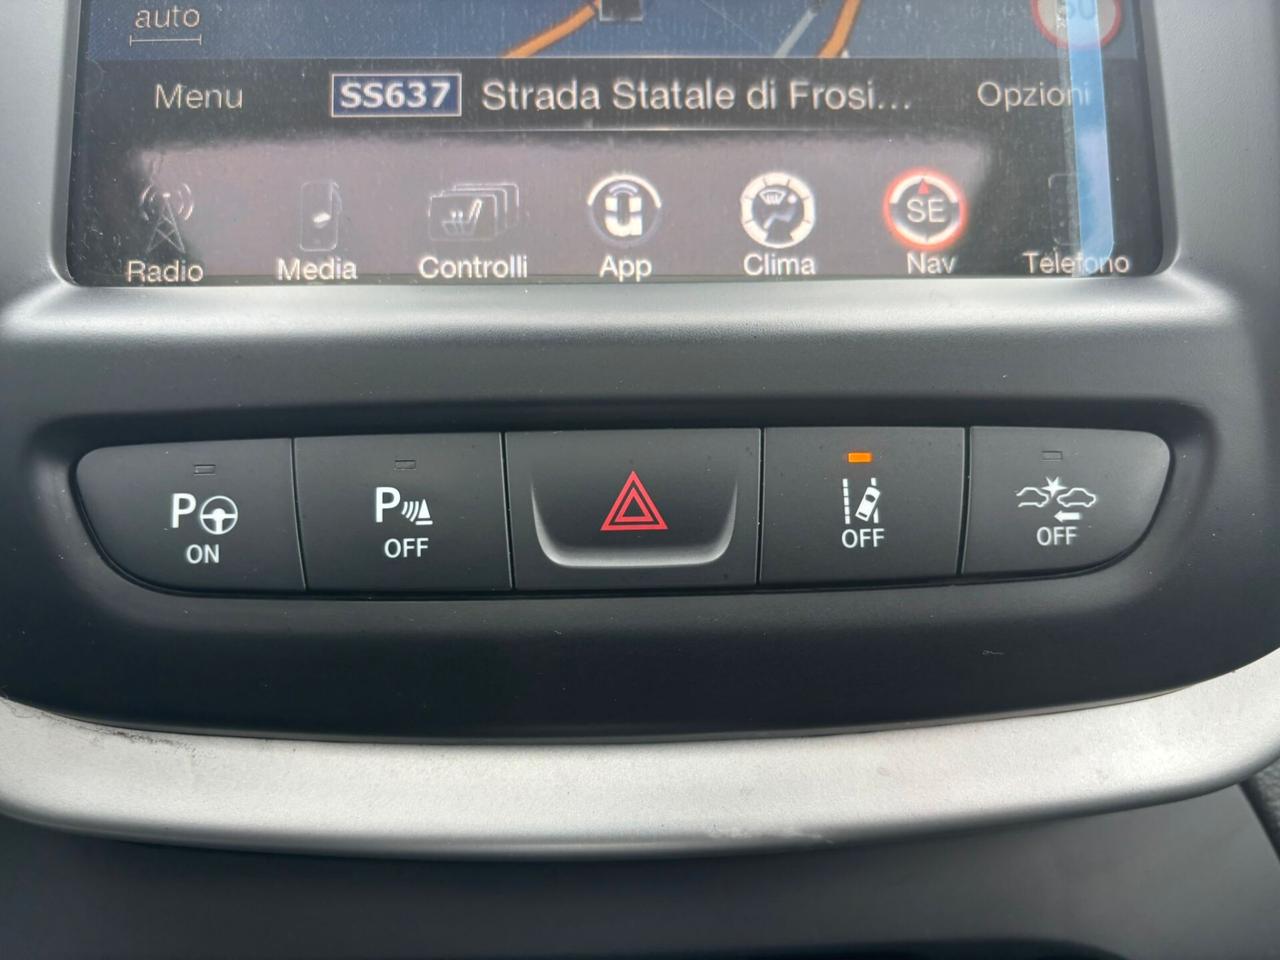 auto
Menu SS637 Strada Statale di Frosi... Opzioni
SE
Radio Media Controlli App Clima Nav Telefono
P P
ON OFF OFF OFF